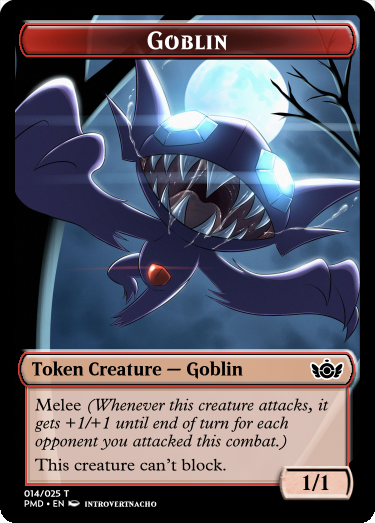 Goblin
Token Creature — Goblin
Melee (Whenever this creature attacks, it
gets +1/+1 until end of turn for each
opponent you attacked this combat.)
This creature can't block.
1/1
014/025 T
PMD • EN INTROVERTNACHO